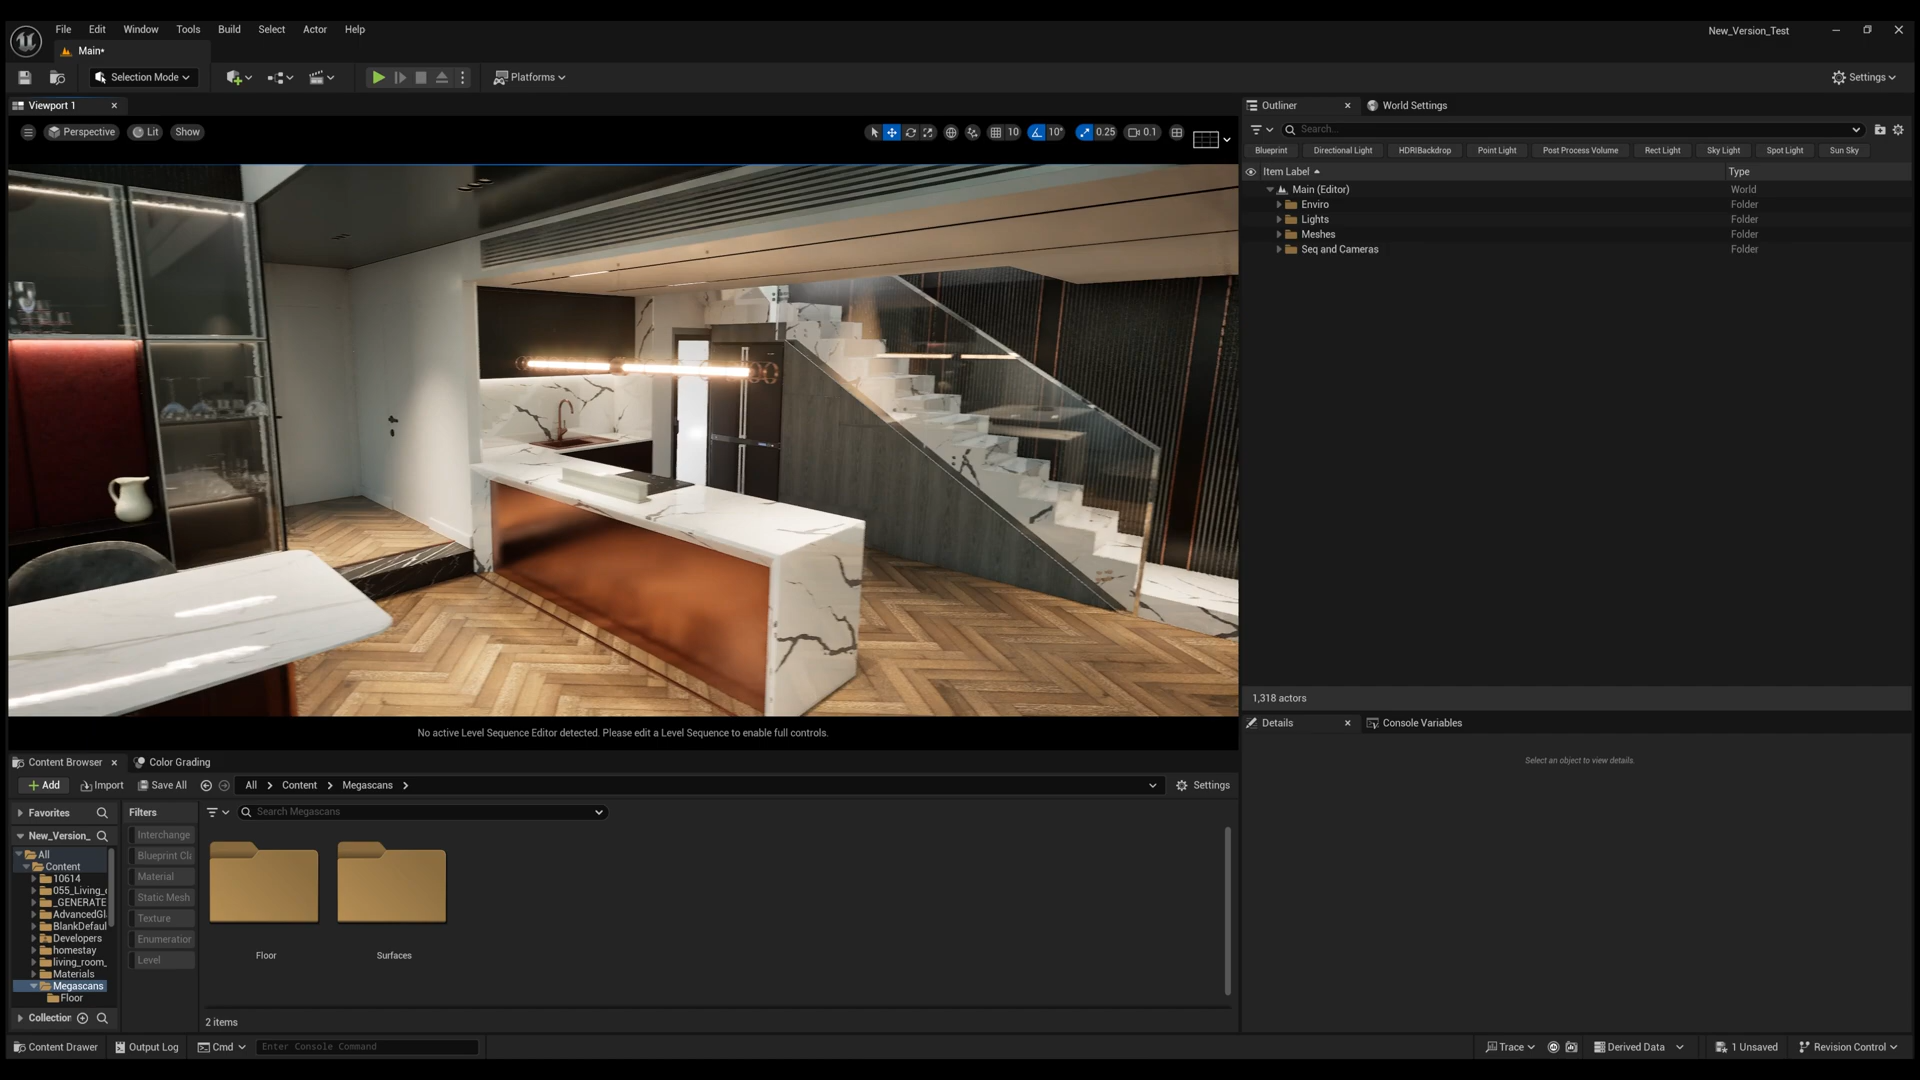 File Edit Window Tools Build Select Actor Help
New_Version_Test
Main*
Selection Mode
Platforms
Settings
Viewport 1
Perspective Lit Show
10 10° 0.25 0.1
No active Level Sequence Editor detected. Please edit a Level Sequence to enable full controls.
Outliner World Settings
Search...
Blueprint Directional Light HDRIBackdrop Point Light Post Process Volume Rect Light Sky Light Spot Light Sun Sky
Item Label Type
Main (Editor) World
Enviro Folder
Lights Folder
Meshes Folder
Seq and Cameras Folder
1,318 actors
Details Console Variables
Select an object to view details.
Content Browser Color Grading
Add Import Save All All Content Megascans Settings
Favorites
New_Version_
All
Content
10614
055_Living_
_GENERATE
AdvancedGl
BlankDefaul
Developers
homestay
living_room_
Materials
Megascans
Floor
Collection
Filters
Interchange
Blueprint Cl
Material
Static Mesh
Texture
Enumeration
Level
Search Megascans
Floor Surfaces
2 items
Content Drawer Output Log Cmd Enter Console Command
Trace Derived Data 1 Unsaved Revision Control